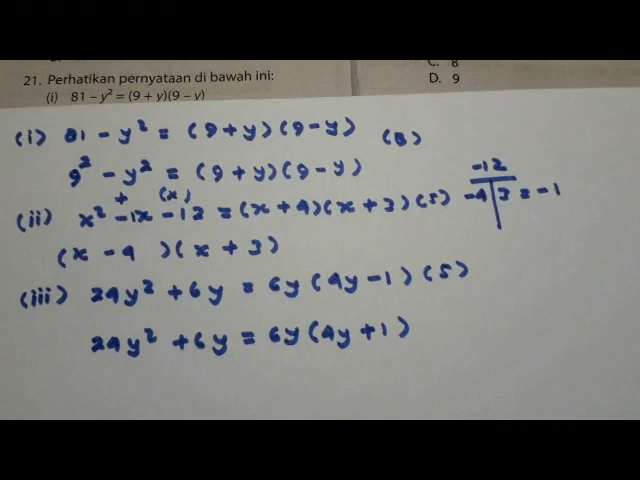 C. 8
21. Perhatikan pernyataan di bawah ini:
D. 9
(i) 81 – y² = (9 + y)(9 – y)
(i) 81 - y² = (9+y)(9-y) (B)
9² - y² = (9+y)(9-y)
+ (x)
-12
(ii) x² - 1x - 12 = (x+4)(x+3) (S)
-4 | 3 = -1
(x - 4 )(x + 3)
(iii) 24y² + 6y = 6y(4y-1) (S)
24y² + 6y = 6y(4y+1)